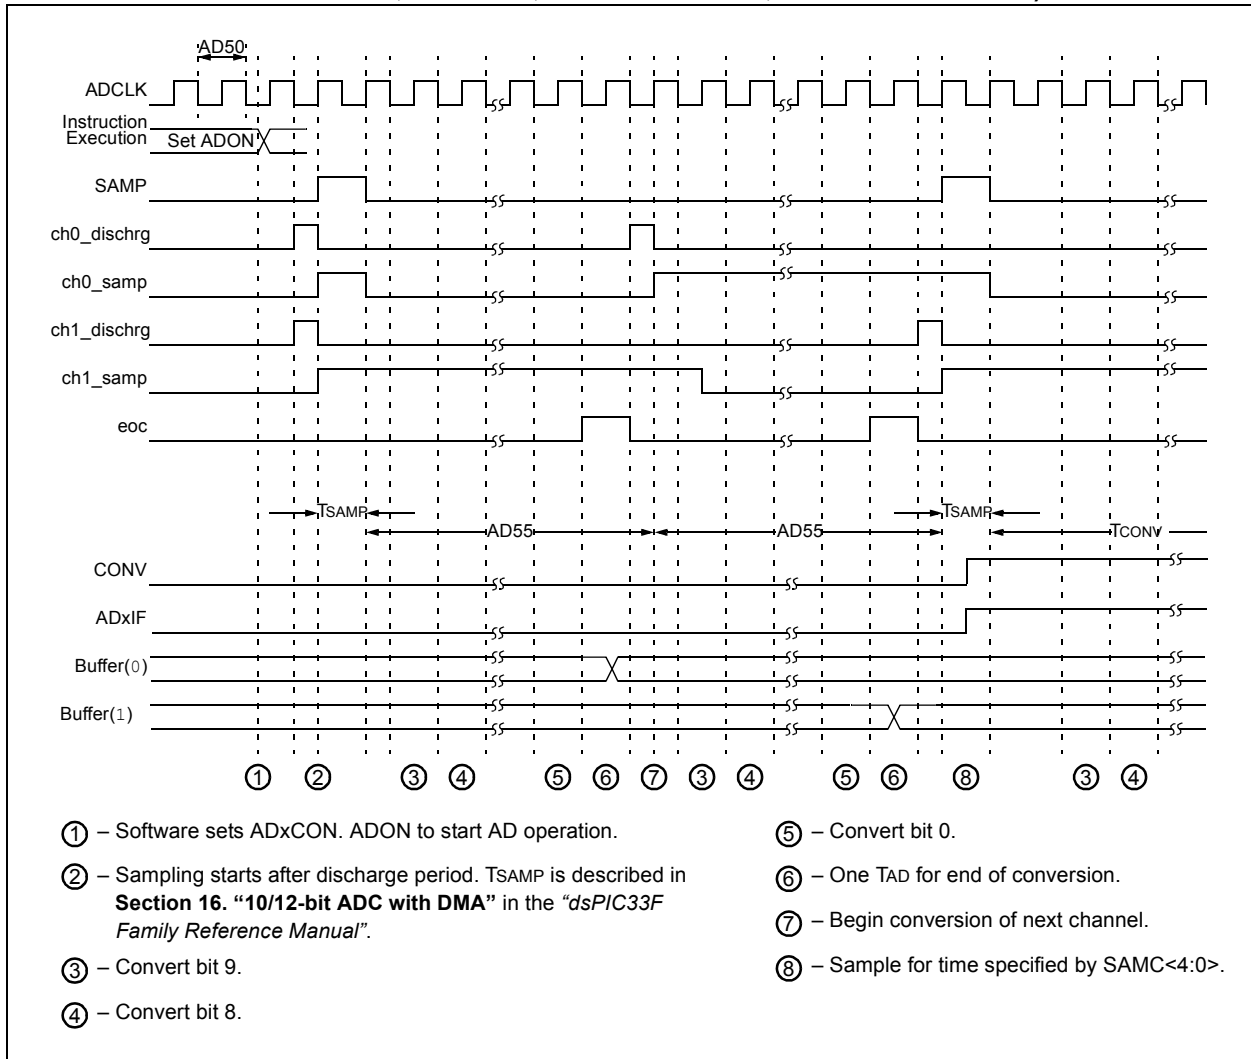 AD50
ADCLK
Instruction
Execution
Set ADON
SAMP
ch0_dischrg
ch0_samp
ch1_dischrg
ch1_samp
eoc
TSAMP
TSAMP
AD55
AD55
TCONV
CONV
ADxIF
Buffer(0)
Buffer(1)
1 2 3 4 5 6 7 3 4 5 6 8 3 4
1 – Software sets ADxCON. ADON to start AD operation.
2 – Sampling starts after discharge period. TSAMP is described in
Section 16. “10/12-bit ADC with DMA” in the “dsPIC33F
Family Reference Manual”.
3 – Convert bit 9.
4 – Convert bit 8.
5 – Convert bit 0.
6 – One TAD for end of conversion.
7 – Begin conversion of next channel.
8 – Sample for time specified by SAMC<4:0>.